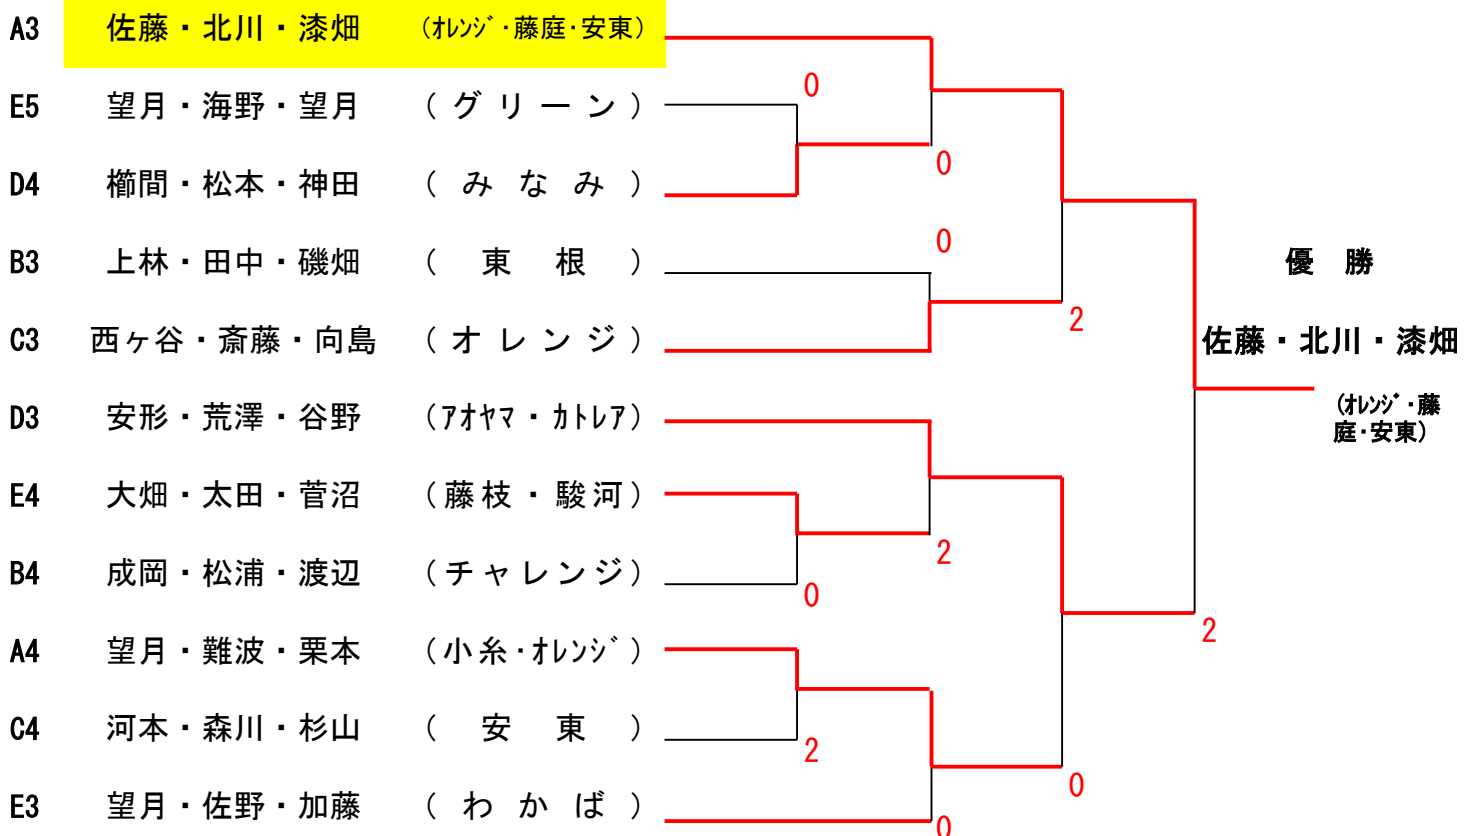 A3 佐藤・北川・漆畑 (ｵﾚﾝｼﾞ・藤庭・安東)
0
E5 望月・海野・望月 (グリーン)
0
D4 櫛間・松本・神田 (みなみ)
0
B3 上林・田中・磯畑 (東根)
優勝
2
C3 西ヶ谷・斎藤・向島 (オレンジ)
佐藤・北川・漆畑
D3 安形・荒澤・谷野 (ｱｵﾔﾏ・ｶﾄﾚｱ)
(ｵﾚﾝｼﾞ・藤
庭・安東)
E4 大畑・太田・菅沼 (藤枝・駿河)
2
B4 成岡・松浦・渡辺 (チャレンジ)
0
2
A4 望月・難波・栗本 (小糸・ｵﾚﾝｼﾞ)
C4 河本・森川・杉山 (安東)
2
0
E3 望月・佐野・加藤 (わかば)
0